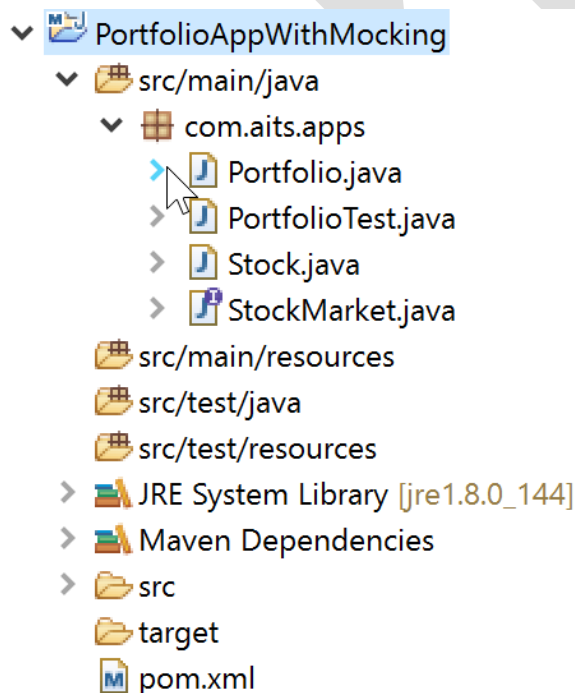 PortfolioAppWithMocking
src/main/java
com.aits.apps
Portfolio.java
PortfolioTest.java
Stock.java
StockMarket.java
src/main/resources
src/test/java
src/test/resources
JRE System Library [jre1.8.0_144]
Maven Dependencies
src
target
pom.xml